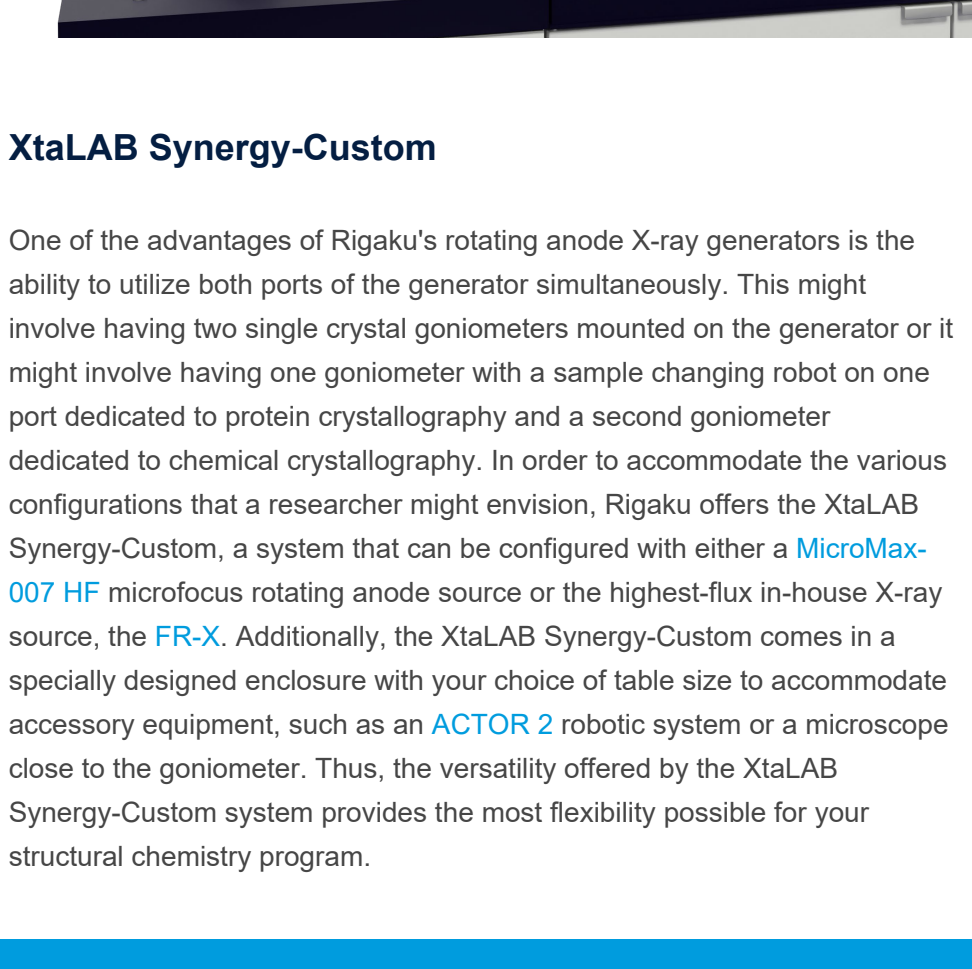 XtaLAB Synergy-Custom
One of the advantages of Rigaku's rotating anode X-ray generators is the
ability to utilize both ports of the generator simultaneously. This might
involve having two single crystal goniometers mounted on the generator or it
might involve having one goniometer with a sample changing robot on one
port dedicated to protein crystallography and a second goniometer
dedicated to chemical crystallography. In order to accommodate the various
configurations that a researcher might envision, Rigaku offers the XtaLAB
Synergy-Custom, a system that can be configured with either a MicroMax-
007 HF microfocus rotating anode source or the highest-flux in-house X-ray
source, the FR-X. Additionally, the XtaLAB Synergy-Custom comes in a
specially designed enclosure with your choice of table size to accommodate
accessory equipment, such as an ACTOR 2 robotic system or a microscope
close to the goniometer. Thus, the versatility offered by the XtaLAB
Synergy-Custom system provides the most flexibility possible for your
structural chemistry program.